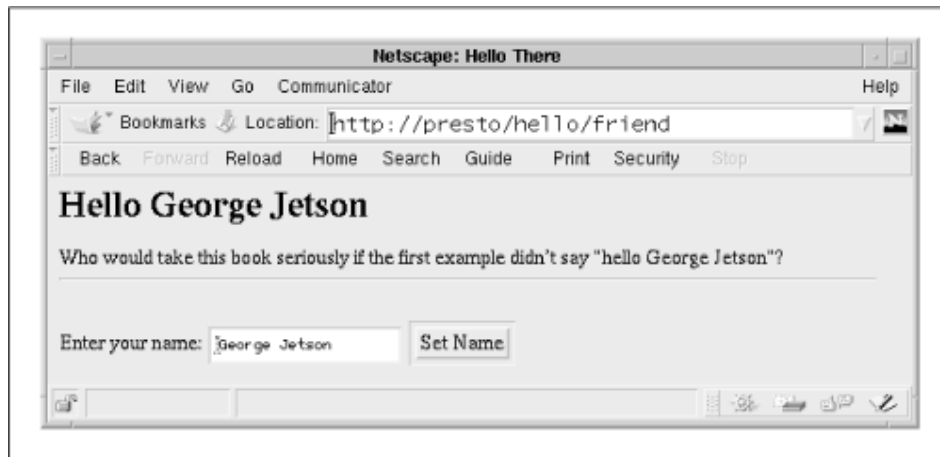 Netscape: Hello There
File Edit View Go Communicator Help
Bookmarks Location: http://presto/hello/friend
Back Forward Reload Home Search Guide Print Security Stop
Hello George Jetson
Who would take this book seriously if the first example didn't say "hello George Jetson"?
Enter your name: George Jetson Set Name